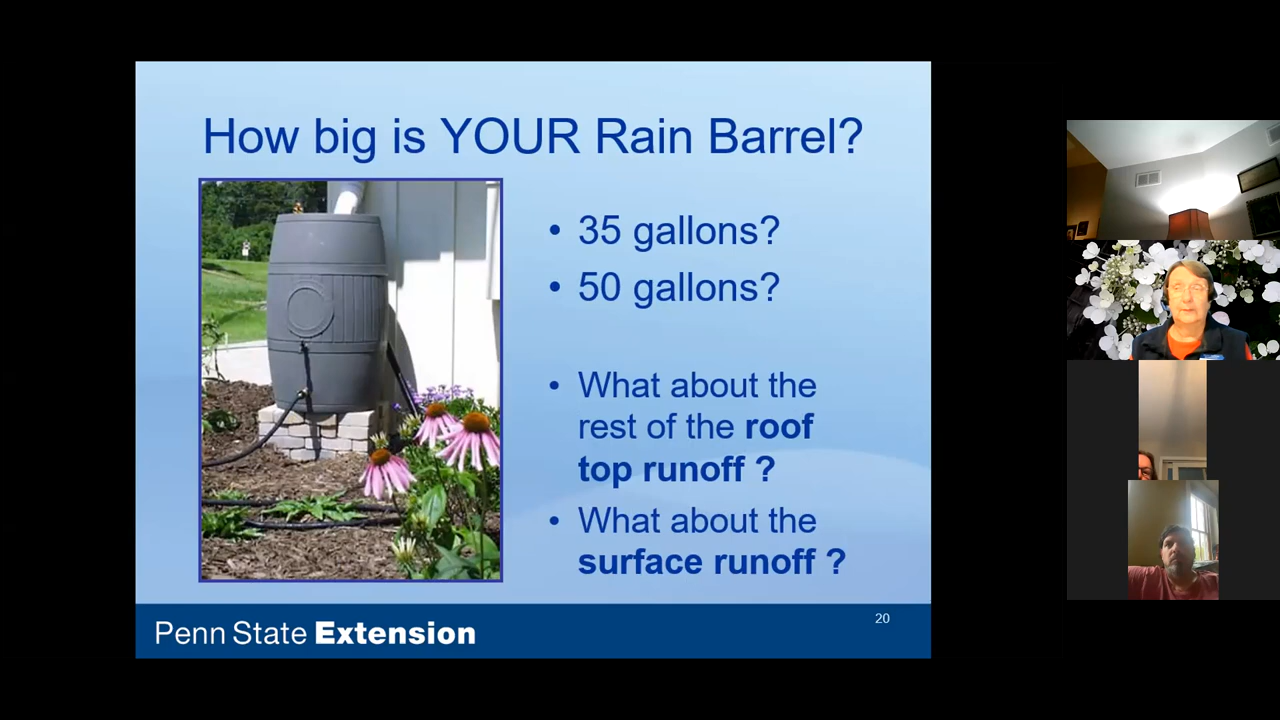 How big is YOUR Rain Barrel?
• 35 gallons?
• 50 gallons?
• What about the
rest of the roof
top runoff ?
• What about the
surface runoff ?
Penn State Extension
20